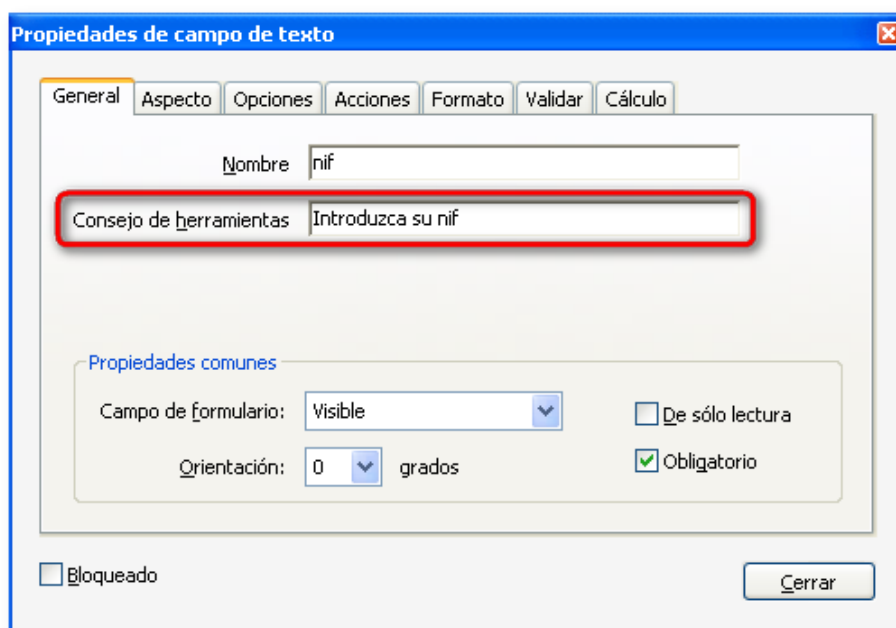 Propiedades de campo de texto
General Aspecto Opciones Acciones Formato Validar Cálculo
Nombre nif
Consejo de herramientas Introduzca su nif
Propiedades comunes
Campo de formulario: Visible De sólo lectura
Orientación: 0 grados Obligatorio
Bloqueado Cerrar